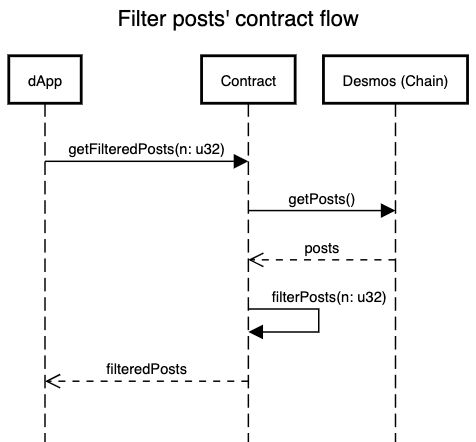 Filter posts' contract flow
dApp
Contract
Desmos (Chain)
getFilteredPosts(n: u32)
getPosts()
posts
filterPosts(n: u32)
filteredPosts